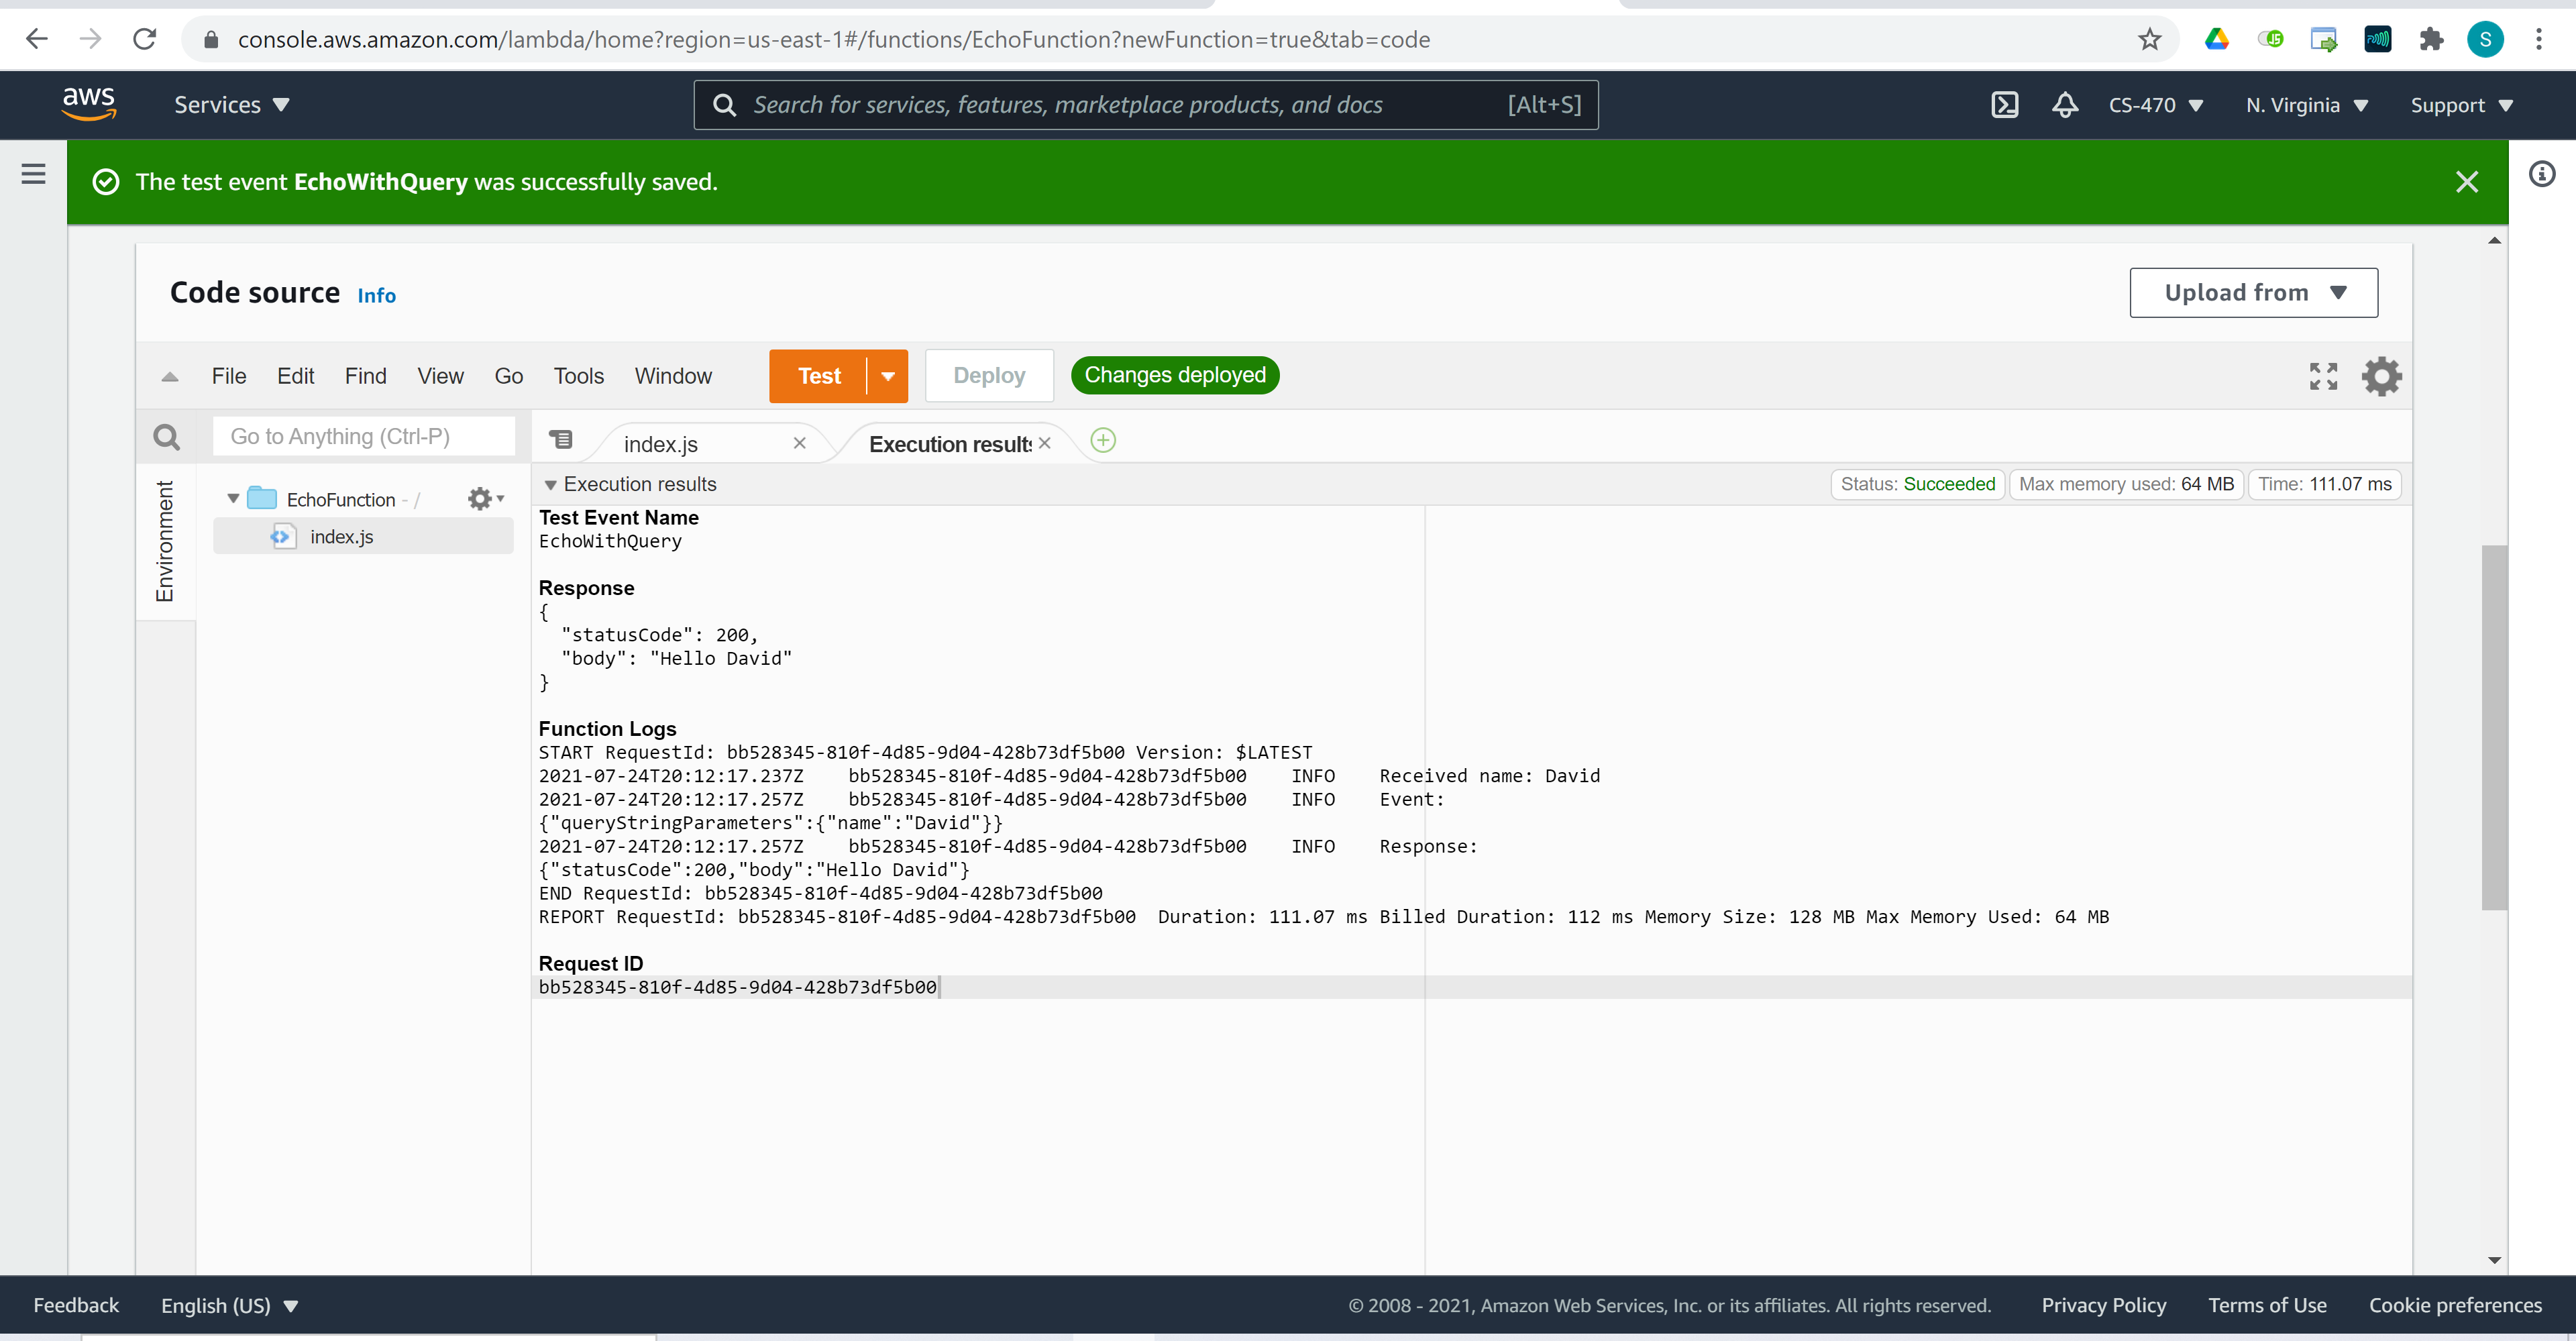 console.aws.amazon.com/lambda/home?region=us-east-1#/functions/EchoFunction?newFunction=true&tab=code
JS
S
aws
Services
Search for services, features, marketplace products, and docs [Alt+S]
CS-470
N. Virginia
Support
The test event EchoWithQuery was successfully saved.
Code source Info
Upload from
File Edit Find View Go Tools Window
Test
Deploy
Changes deployed
Go to Anything (Ctrl-P)
index.js
Execution results
Environment
EchoFunction - /
index.js
Execution results
Status: Succeeded
Max memory used: 64 MB
Time: 111.07 ms
Test Event Name
EchoWithQuery
Response
{
"statusCode": 200,
"body": "Hello David"
}
Function Logs
START RequestId: bb528345-810f-4d85-9d04-428b73df5b00 Version: $LATEST
2021-07-24T20:12:17.237Z bb528345-810f-4d85-9d04-428b73df5b00 INFO Received name: David
2021-07-24T20:12:17.257Z bb528345-810f-4d85-9d04-428b73df5b00 INFO Event:
{"queryStringParameters":{"name":"David"}}
2021-07-24T20:12:17.257Z bb528345-810f-4d85-9d04-428b73df5b00 INFO Response:
{"statusCode":200,"body":"Hello David"}
END RequestId: bb528345-810f-4d85-9d04-428b73df5b00
REPORT RequestId: bb528345-810f-4d85-9d04-428b73df5b00 Duration: 111.07 ms Billed Duration: 112 ms Memory Size: 128 MB Max Memory Used: 64 MB
Request ID
bb528345-810f-4d85-9d04-428b73df5b00
Feedback
English (US)
© 2008 - 2021, Amazon Web Services, Inc. or its affiliates. All rights reserved.
Privacy Policy
Terms of Use
Cookie preferences